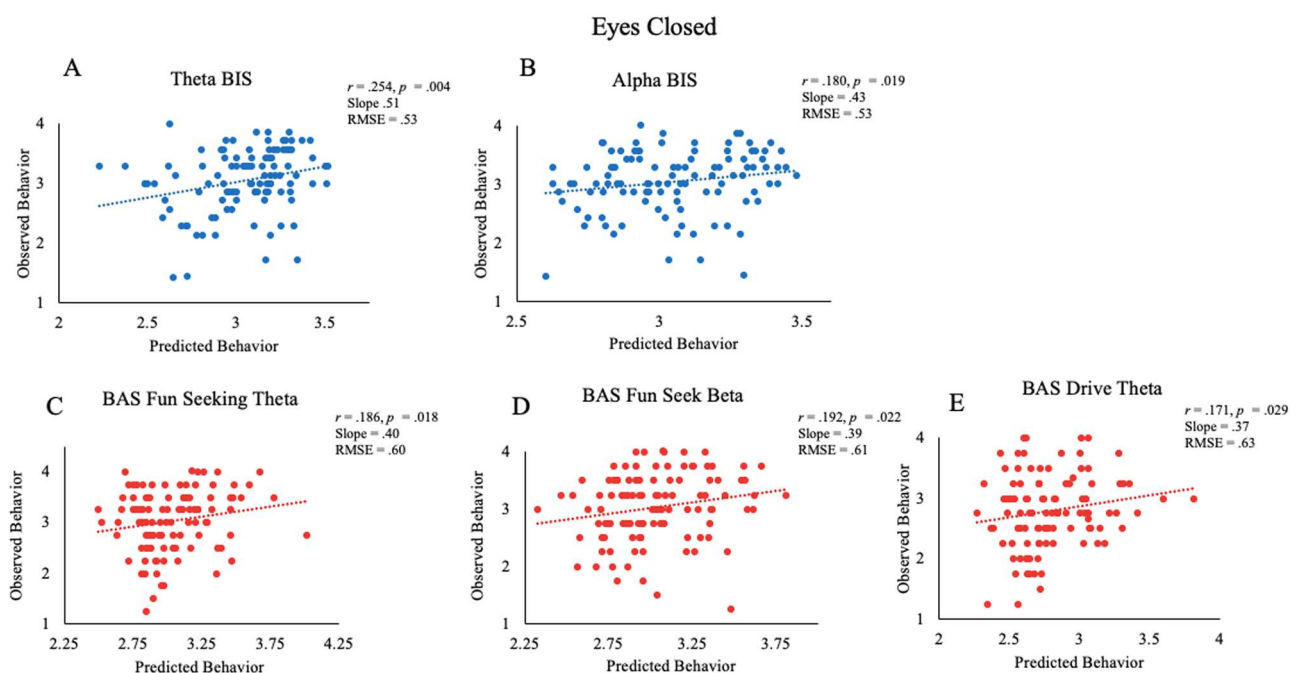 Eyes Closed
A
Theta BIS
r = .254, p = .004
Slope .51
RMSE = .53
Observed Behavior
4
3
2
1
2
2.5
3
3.5
Predicted Behavior
B
Alpha BIS
r = .180, p = .019
Slope = .43
RMSE = .53
Observed Behavior
4
3
2
1
2.5
3
3.5
Predicted Behavior
C
BAS Fun Seeking Theta
r = .186, p = .018
Slope = .40
RMSE = .60
Observed Behavior
4
3
2
1
2.25
2.75
3.25
3.75
4.25
Predicted Behavior
D
BAS Fun Seek Beta
r = .192, p = .022
Slope = .39
RMSE = .61
Observed Behavior
4
3
2
1
2.25
2.75
3.25
3.75
Predicted Behavior
E
BAS Drive Theta
r = .171, p = .029
Slope = .37
RMSE = .63
Observed Behavior
4
3
2
1
2
2.5
3
3.5
4
Predicted Behavior